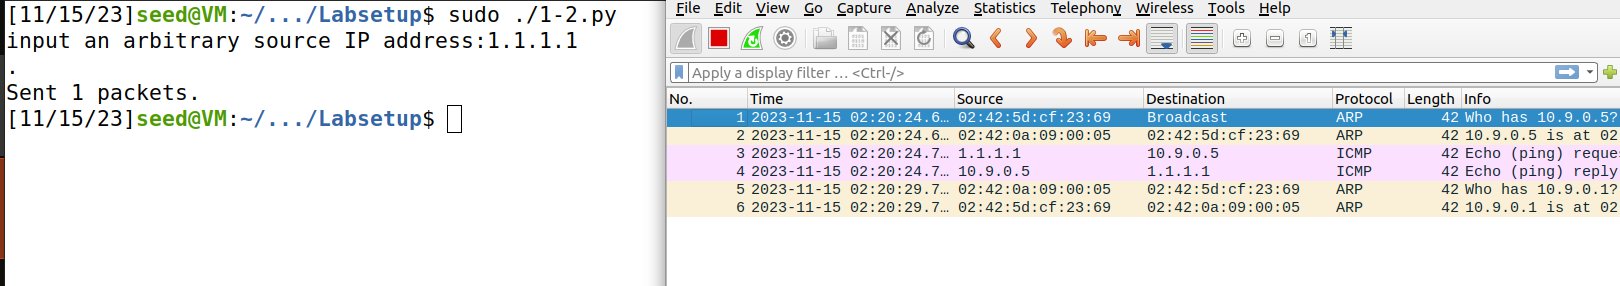 [11/15/23]seed@VM:~/.../Labsetup$ sudo ./1-2.py
input an arbitrary source IP address:1.1.1.1
.
Sent 1 packets.
[11/15/23]seed@VM:~/.../Labsetup$
File Edit View Go Capture Analyze Statistics Telephony Wireless Tools Help
Apply a display filter … <Ctrl-/>
No. Time Source Destination Protocol Length Info
1 2023-11-15 02:20:24.6… 02:42:5d:cf:23:69 Broadcast ARP 42 Who has 10.9.0.5?
2 2023-11-15 02:20:24.6… 02:42:0a:09:00:05 02:42:5d:cf:23:69 ARP 42 10.9.0.5 is at 02
3 2023-11-15 02:20:24.7… 1.1.1.1 10.9.0.5 ICMP 42 Echo (ping) reque
4 2023-11-15 02:20:24.7… 10.9.0.5 1.1.1.1 ICMP 42 Echo (ping) reply
5 2023-11-15 02:20:29.7… 02:42:0a:09:00:05 02:42:5d:cf:23:69 ARP 42 Who has 10.9.0.1?
6 2023-11-15 02:20:29.7… 02:42:5d:cf:23:69 02:42:0a:09:00:05 ARP 42 10.9.0.1 is at 02